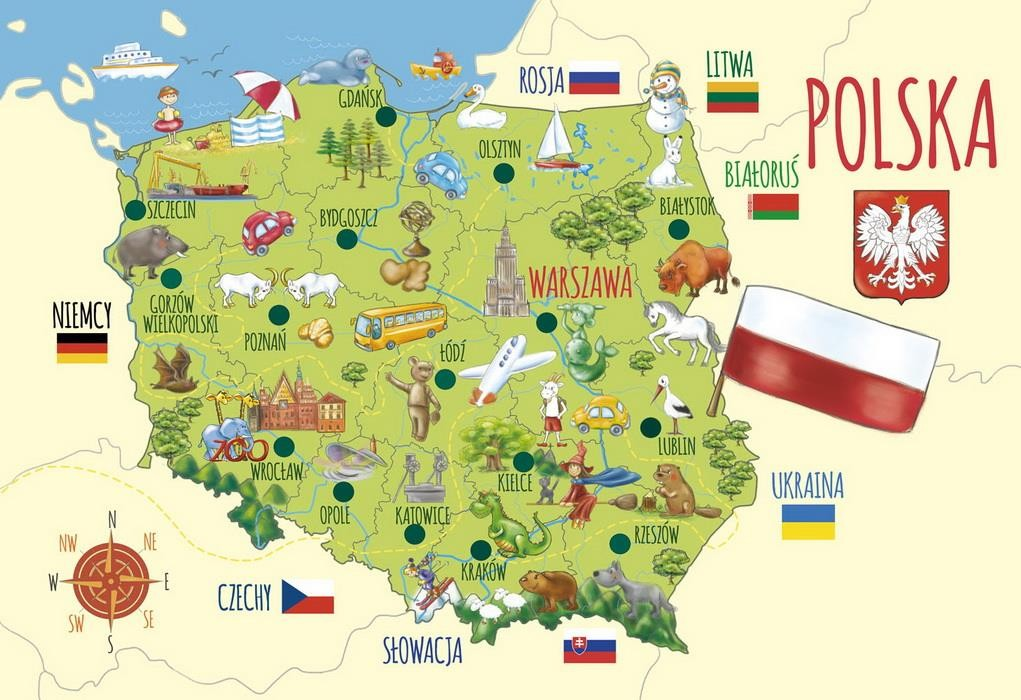 POLSKA
ROSJA
LITWA
BIAŁORUŚ
GDAŃSK
OLSZTYN
SZCZECIN
BYDGOSZCZ
BIAŁYSTOK
WARSZAWA
GORZÓW
WIELKOPOLSKI
NIEMCY
POZNAŃ
ŁÓDŹ
ZOO
WROCŁAW
LUBLIN
KIELCE
UKRAINA
OPOLE
KATOWICE
RZESZÓW
KRAKÓW
N
NW
NE
W
E
SW
SE
S
CZECHY
SŁOWACJA